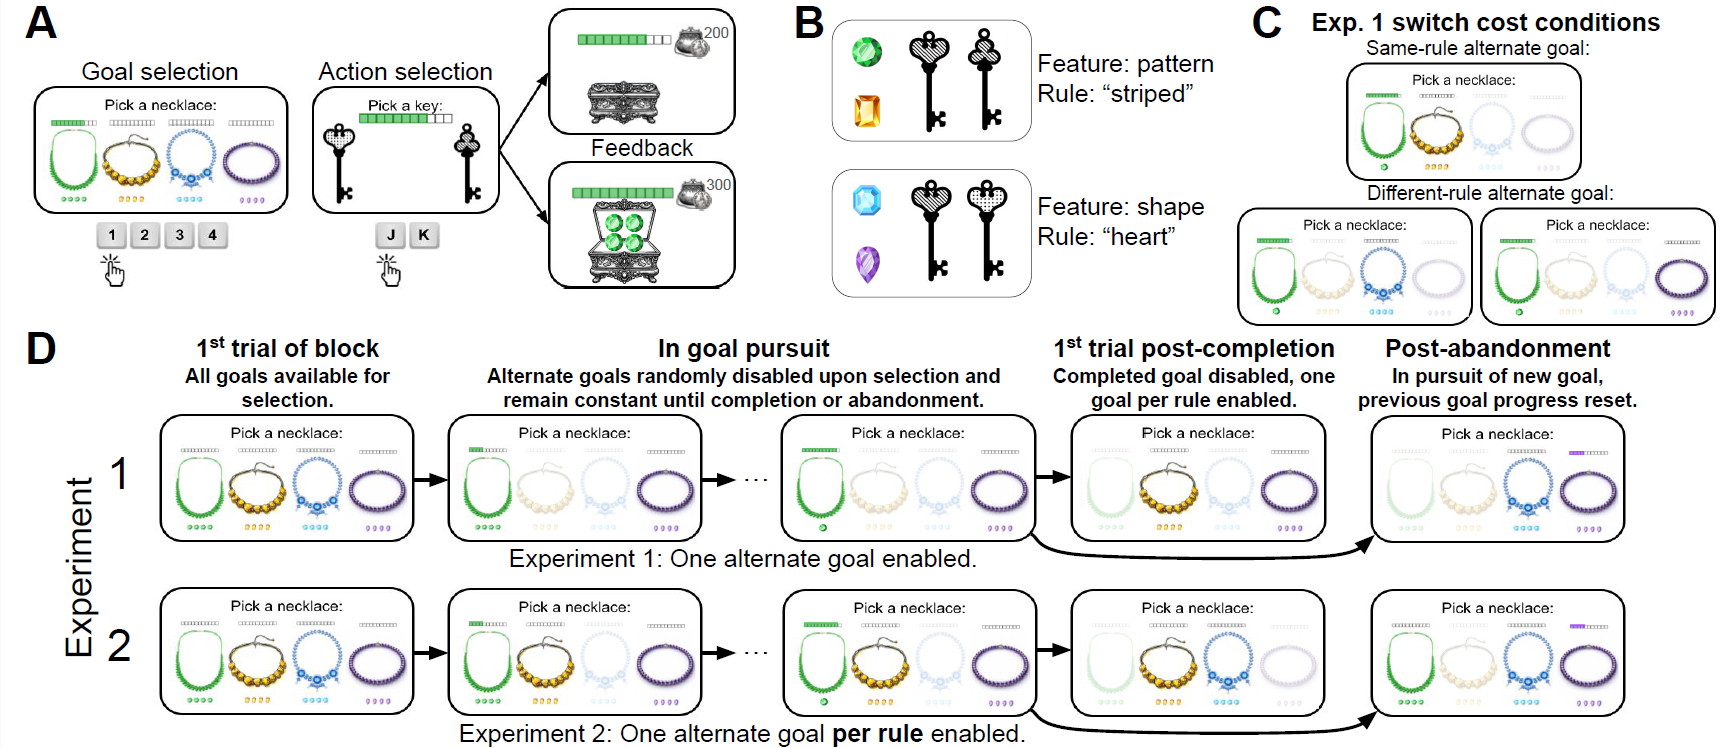 A
Goal selection
Pick a necklace:
1 2 3 4
Action selection
Pick a key:
J K
200
Feedback
300
B
Feature: pattern
Rule: “striped”
Feature: shape
Rule: “heart”
C
Exp. 1 switch cost conditions
Same-rule alternate goal:
Pick a necklace:
Different-rule alternate goal:
Pick a necklace:
Pick a necklace:
D
1st trial of block
All goals available for
selection.
In goal pursuit
Alternate goals randomly disabled upon selection and
remain constant until completion or abandonment.
1st trial post-completion
Completed goal disabled, one
goal per rule enabled.
Post-abandonment
In pursuit of new goal,
previous goal progress reset.
Experiment
1
Pick a necklace:
Pick a necklace:
...
Pick a necklace:
Pick a necklace:
Pick a necklace:
Experiment 1: One alternate goal enabled.
2
Pick a necklace:
Pick a necklace:
...
Pick a necklace:
Pick a necklace:
Pick a necklace:
Experiment 2: One alternate goal per rule enabled.